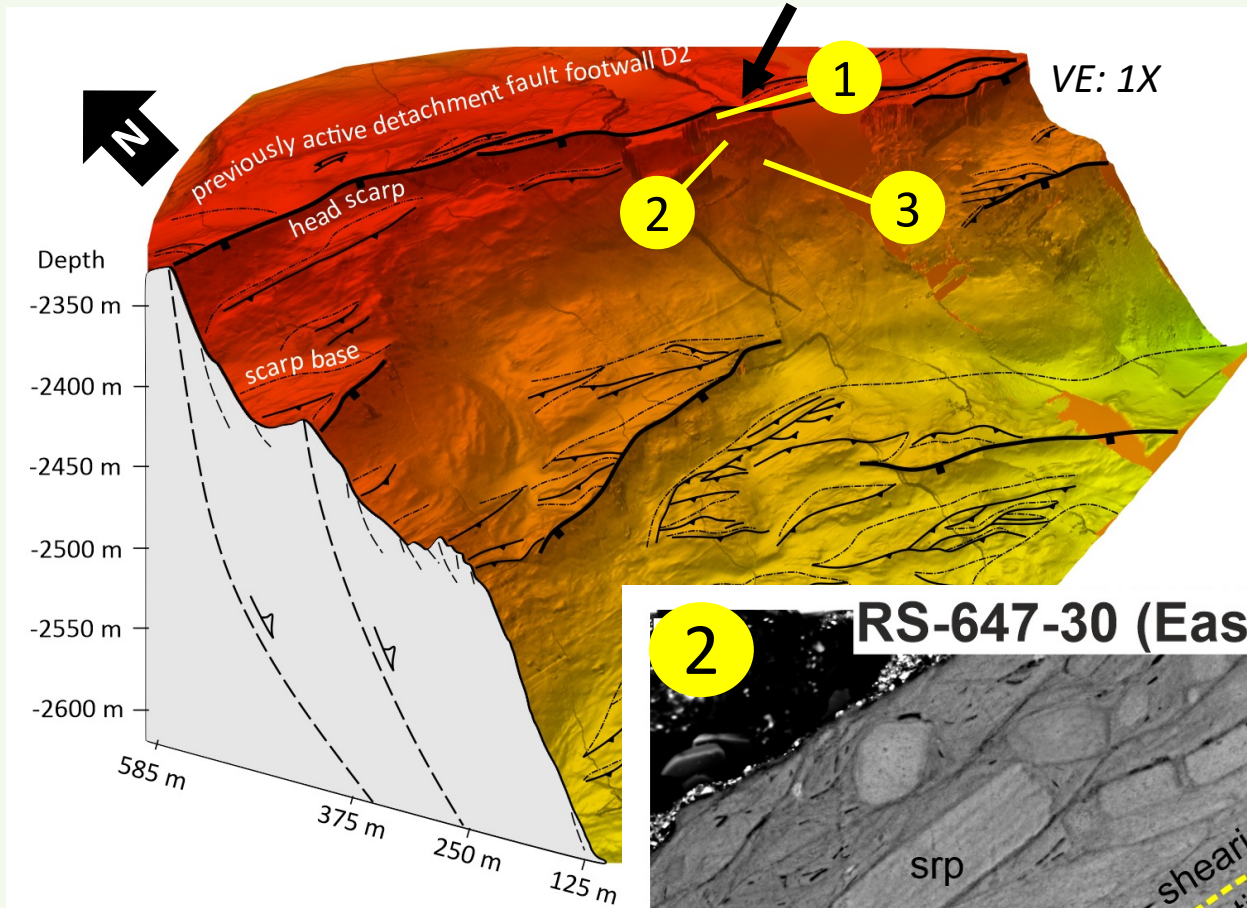 previously active detachment fault footwall D2
1
VE: 1X
N
2
3
head scarp
Depth
-2350 m
scarp base
-2400 m
-2450 m
-2500 m
-2550 m
-2600 m
585 m
375 m
250 m
125 m
2
RS-647-30 (Eas
srp
sheari